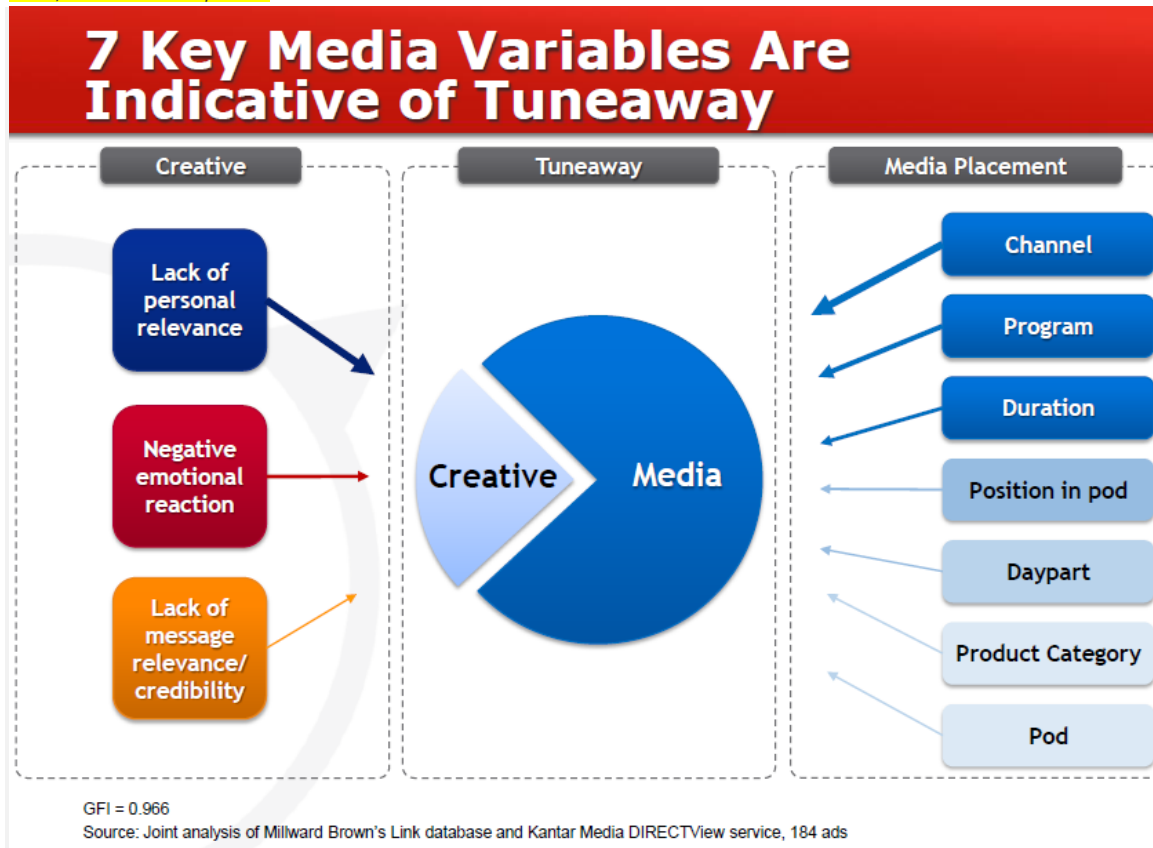 7 Key Media Variables Are
Indicative of Tuneaway
Creative
Tuneaway
Media Placement
Lack of
personal
relevance
Negative
emotional
reaction
Lack of
message
relevance/
credibility
Creative
Media
Channel
Program
Duration
Position in pod
Daypart
Product Category
Pod
GFI = 0.966
Source: Joint analysis of Millward Brown's Link database and Kantar Media DIRECTView service, 184 ads